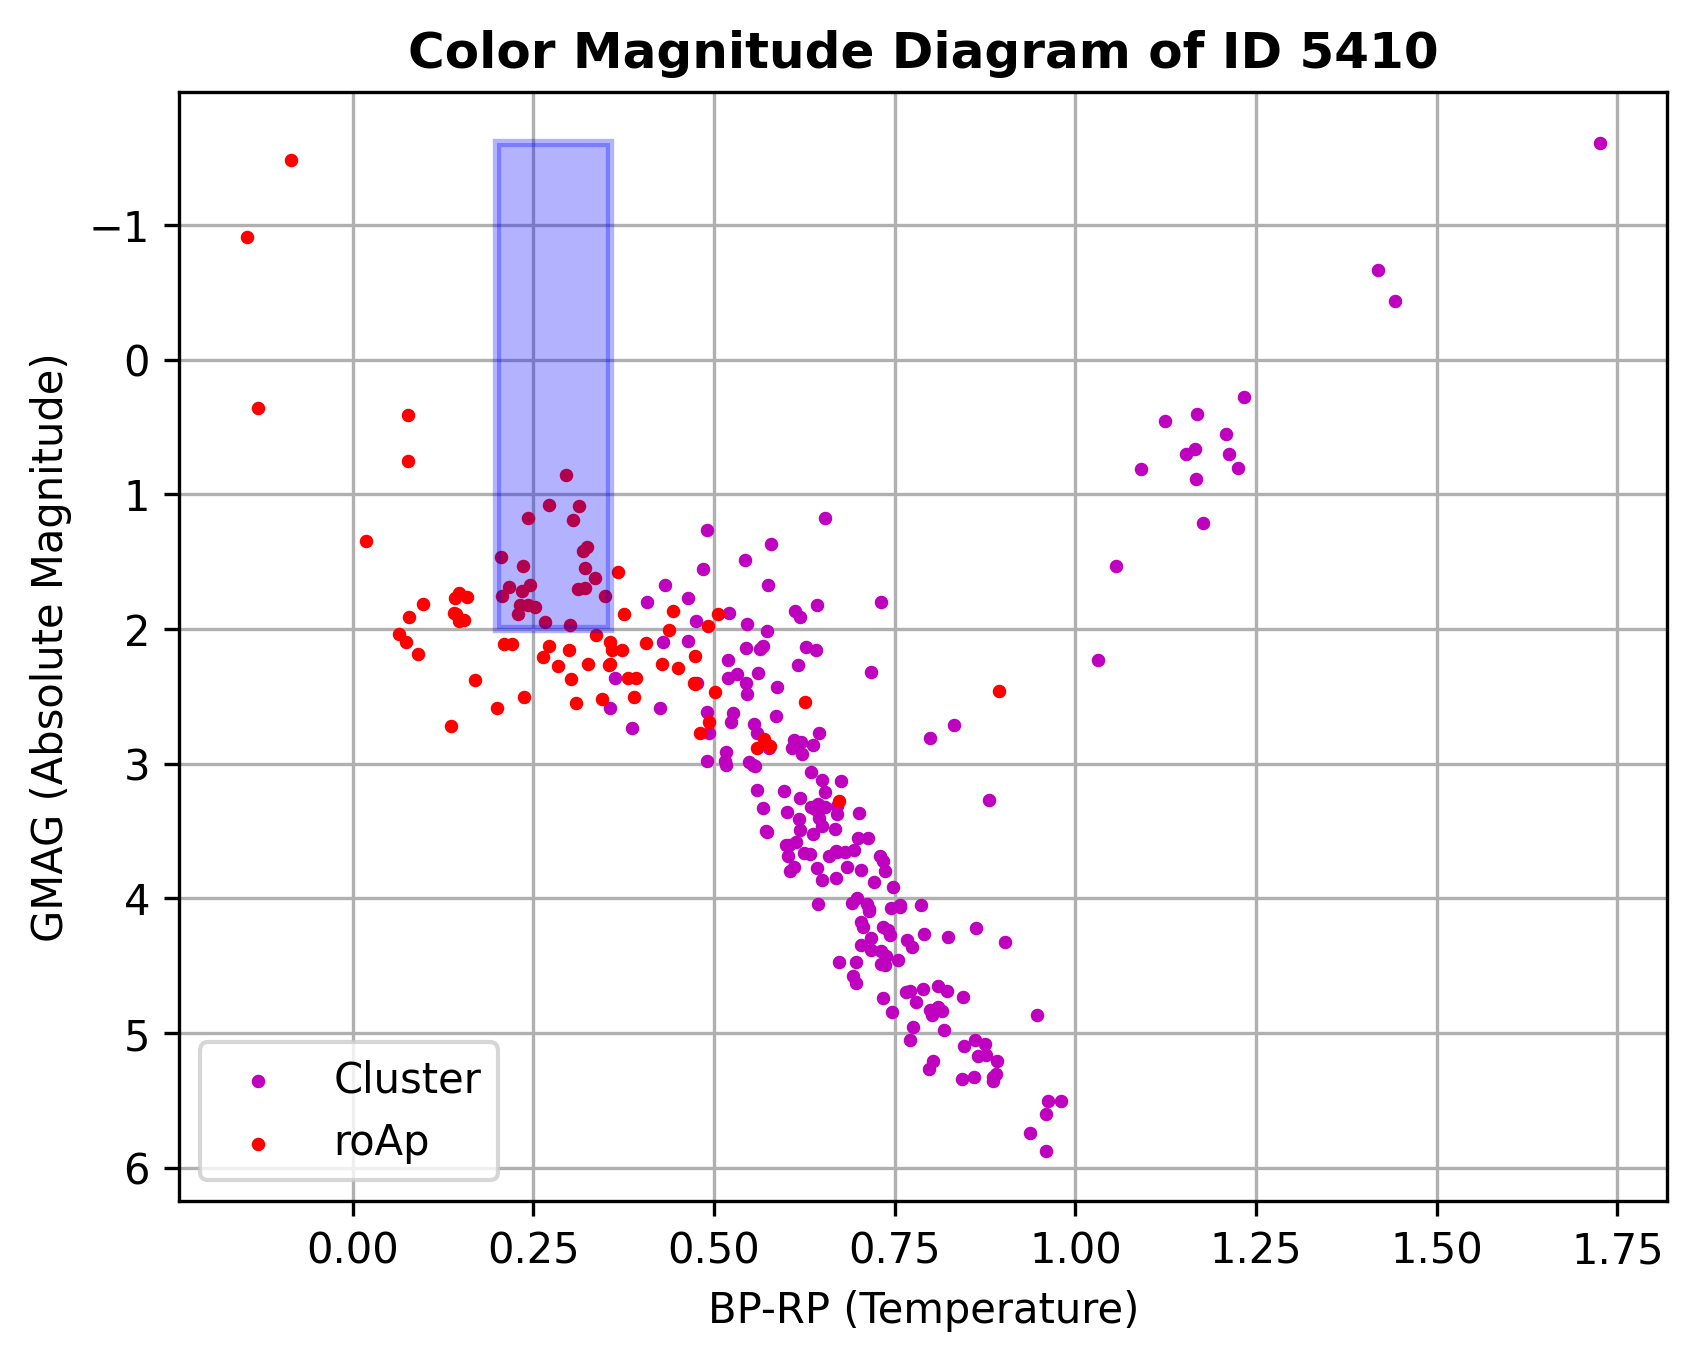 Color Magnitude Diagram of ID 5410
GMAG (Absolute Magnitude)
−1
0
1
2
3
4
5
6
Cluster
roAp
0.00 0.25 0.50 0.75 1.00 1.25 1.50 1.75
BP-RP (Temperature)